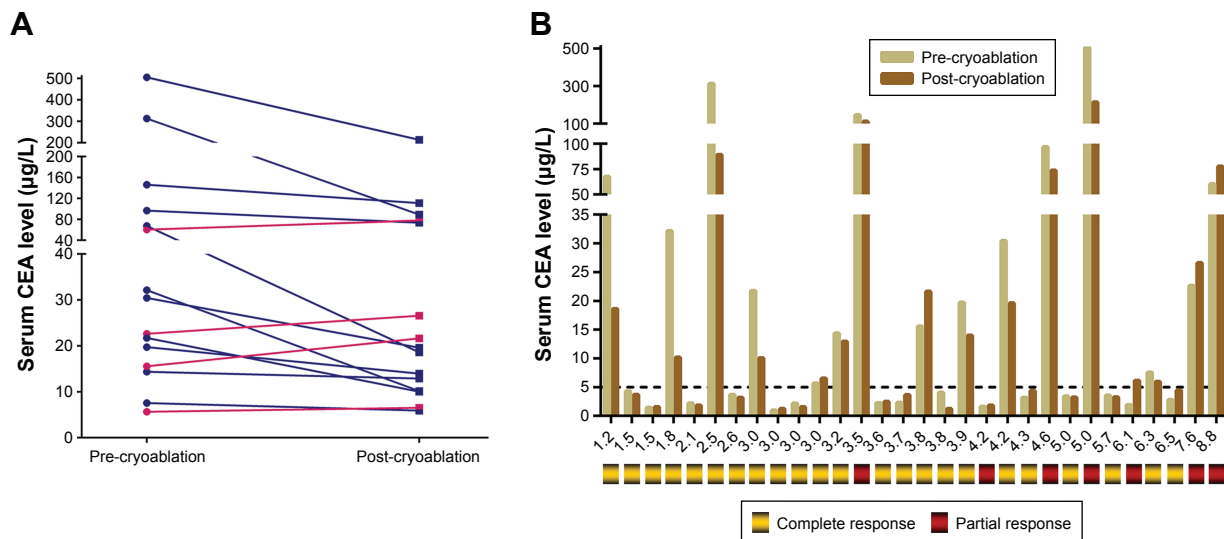 A
Serum CEA level (µg/L)
500
400
300
200
200
160
120
80
40
40
30
20
10
0
Pre-cryoablation
Post-cryoablation
B
Serum CEA level (µg/L)
Pre-cryoablation
Post-cryoablation
500
300
100
100
75
50
35
30
25
20
15
10
5
0
1.2 1.5 1.5 1.8 2.1 2.5 2.6 3.0 3.0 3.0 3.0 3.2 3.5 3.6 3.7 3.8 3.8 3.9 4.2 4.2 4.3 4.6 5.0 5.0 5.7 6.1 6.3 6.5 7.6 8.8
Complete response Partial response